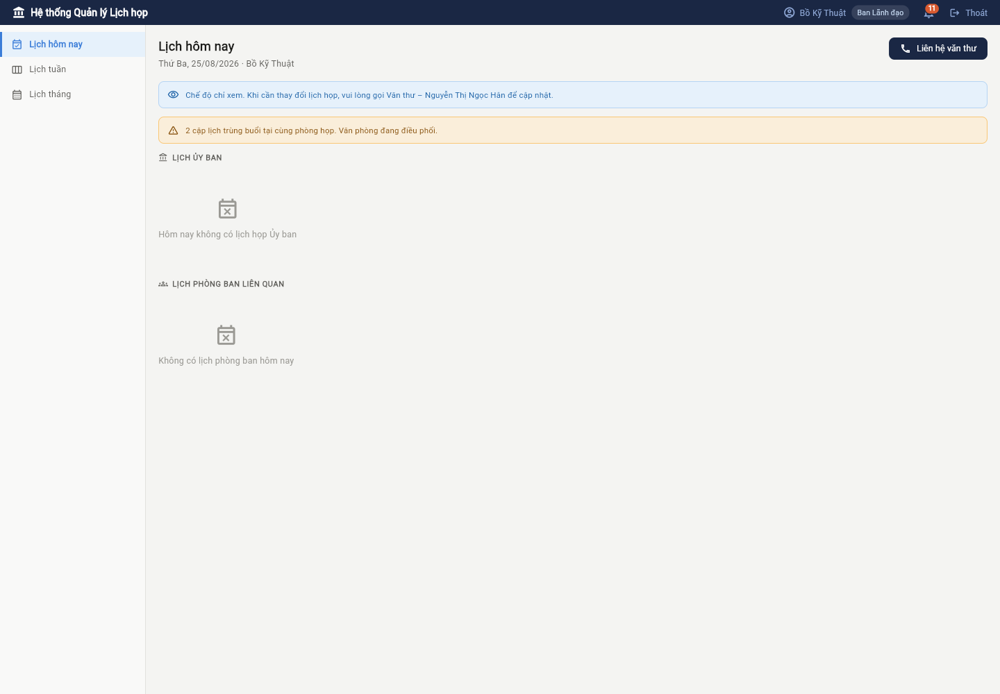 Hệ thống Quản lý Lịch họp
Bồ Kỹ Thuật
Ban Lãnh đạo
11
Thoát
Lịch hôm nay
Lịch tuần
Lịch tháng
Lịch hôm nay
Thứ Ba, 25/08/2026 · Bồ Kỹ Thuật
Liên hệ văn thư
Chế độ chỉ xem. Khi cần thay đổi lịch họp, vui lòng gọi Văn thư – Nguyễn Thị Ngọc Hân để cập nhật.
2 cặp lịch trùng buổi tại cùng phòng họp. Văn phòng đang điều phối.
LỊCH ỦY BAN
Hôm nay không có lịch họp Ủy ban
LỊCH PHÒNG BAN LIÊN QUAN
Không có lịch phòng ban hôm nay